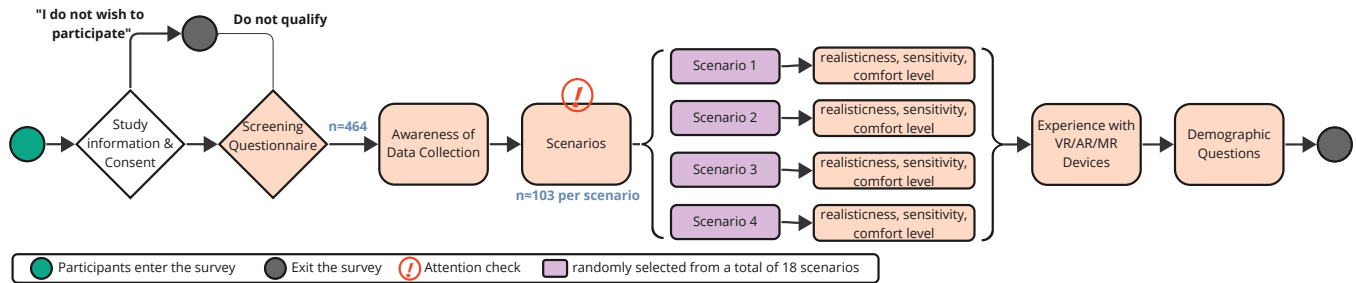 "I do not wish to
participate"
Do not qualify
Study
information &
Consent
Screening
Questionnaire
n=464
Awareness of
Data Collection
!
Scenarios
n≈103 per scenario
Scenario 1
realisticness, sensitivity,
comfort level
Scenario 2
realisticness, sensitivity,
comfort level
Scenario 3
realisticness, sensitivity,
comfort level
Scenario 4
realisticness, sensitivity,
comfort level
Experience with
VR/AR/MR
Devices
Demographic
Questions
Participants enter the survey
Exit the survey
! Attention check
randomly selected from a total of 18 scenarios